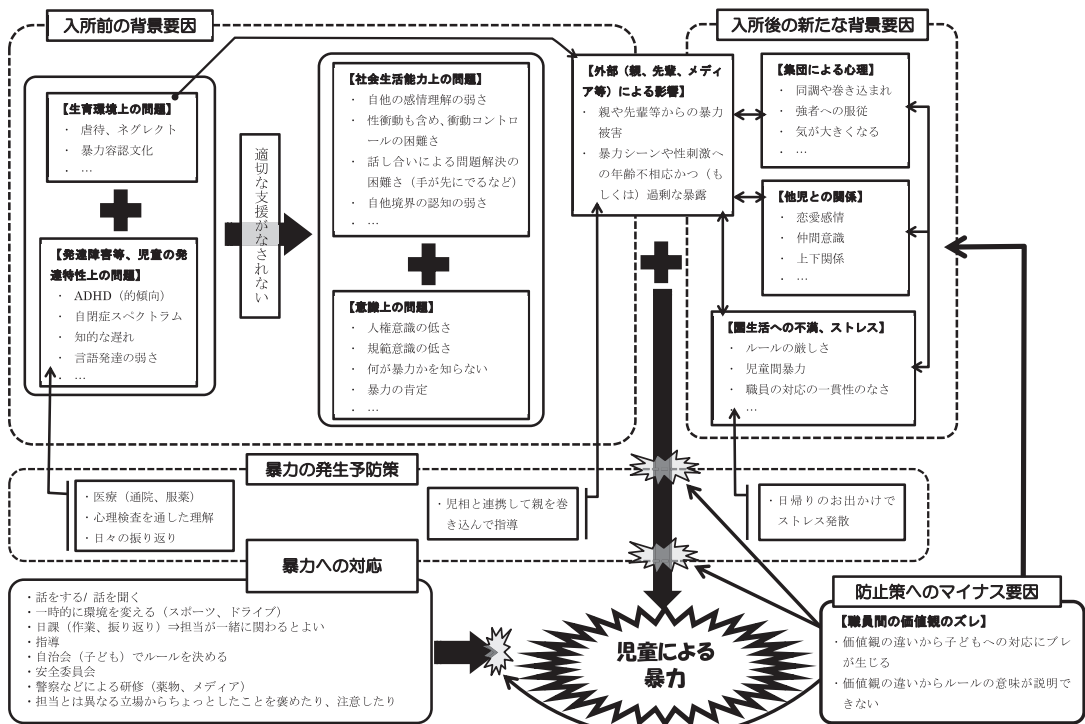 入所前の背景要因
【生育環境上の問題】
・ 虐待、ネグレクト
・ 暴力容認文化
・ …
【発達障害等、児童の発
達特性上の問題】
・ ADHD（的傾向）
・ 自閉症スペクトラム
・ 知的な遅れ
・ 言語発達の弱さ
・ …
適切な支援がなされない
【社会生活能力上の問題】
・ 自他の感情理解の弱さ
・ 性衝動も含め、衝動コントロ
ールの困難さ
・ 話し合いによる問題解決の
困難さ（手が先にでるなど）
・ 自他境界の認知の弱さ
・ …
【意識上の問題】
・ 人権意識の低さ
・ 規範意識の低さ
・ 何が暴力かを知らない
・ 暴力の肯定
・ …
【外部（親、先輩、メディ
ア等）による影響】
・ 親や先輩等からの暴力
被害
・ 暴力シーンや性刺激へ
の年齢不相応かつ（も
しくは）過剰な暴露
入所後の新たな背景要因
【集団による心理】
・ 同調や巻き込まれ
・ 強者への服従
・ 気が大きくなる
・ …
【他児との関係】
・ 恋愛感情
・ 仲間意識
・ 上下関係
・ …
【園生活への不満、ストレス】
・ ルールの厳しさ
・ 児童間暴力
・ 職員の対応の一貫性のなさ
・ …
暴力の発生予防策
・医療（通院、服薬）
・心理検査を通した理解
・日々の振り返り
・児相と連携して親を巻
き込んで指導
・日帰りのお出かけで
ストレス発散
暴力への対応
・話をする/ 話を聞く
・一時的に環境を変える（スポーツ、ドライブ）
・日課（作業、振り返り）⇒担当が一緒に関わるとよい
・指導
・自治会（子ども）でルールを決める
・安全委員会
・警察などによる研修（薬物、メディア）
・担当とは異なる立場からちょっとしたことを褒めたり、注意したり
児童による
暴力
防止策へのマイナス要因
【職員間の価値観のズレ】
・価値観の違いから子どもへの対応にブレ
が生じる
・価値観の違いからルールの意味が説明で
きない